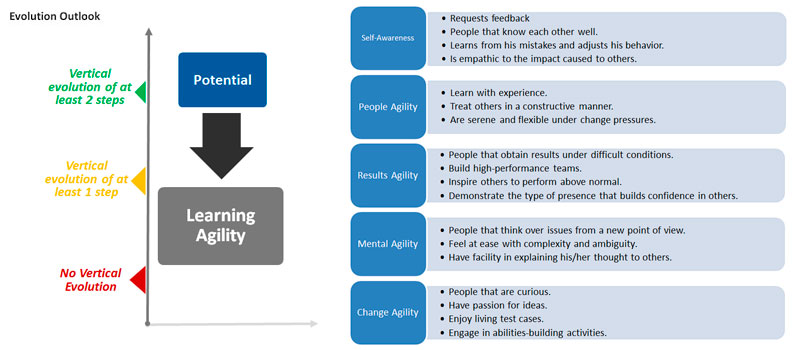 Evolution Outlook
Vertical
evolution of at
least 2 steps
Vertical
evolution of at
least 1 step
No Vertical
Evolution
Potential
Learning
Agility
Self-Awareness
• Requests feedback
• People that know each other well.
• Learns from his mistakes and adjusts his behavior.
• Is empathic to the impact caused to others.
People Agility
• Learn with experience.
• Treat others in a constructive manner.
• Are serene and flexible under change pressures.
Results Agility
• People that obtain results under difficult conditions.
• Build high-performance teams.
• Inspire others to perform above normal.
• Demonstrate the type of presence that builds confidence in others.
Mental Agility
• People that think over issues from a new point of view.
• Feel at ease with complexity and ambiguity.
• Have facility in explaining his/her thought to others.
Change Agility
• People that are curious.
• Have passion for ideas.
• Enjoy living test cases.
• Engage in abilities-building activities.